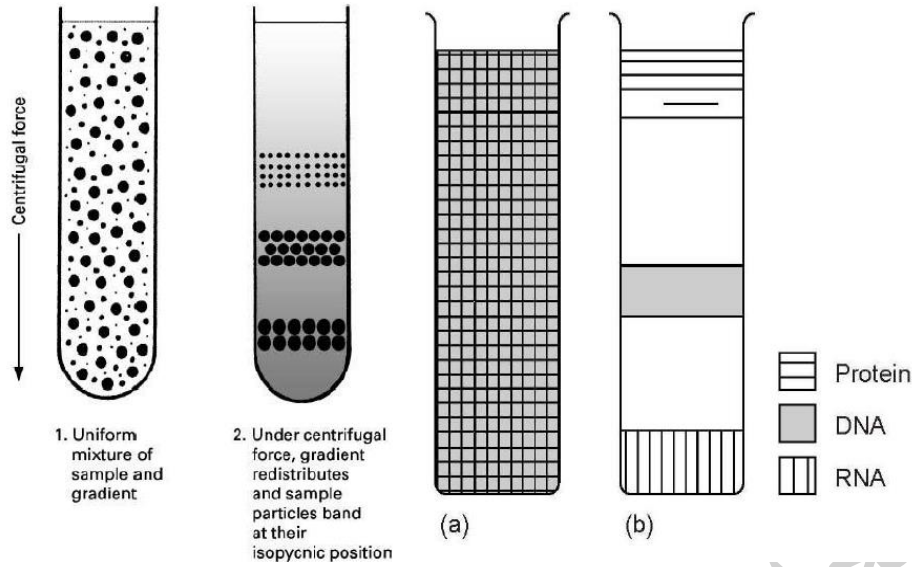 Centrifugal force
1. Uniform
mixture of
sample and
gradient
2. Under centrifugal
force, gradient
redistributes
and sample
particles band
at their
isopycnic position
(a)
(b)
Protein
DNA
RNA